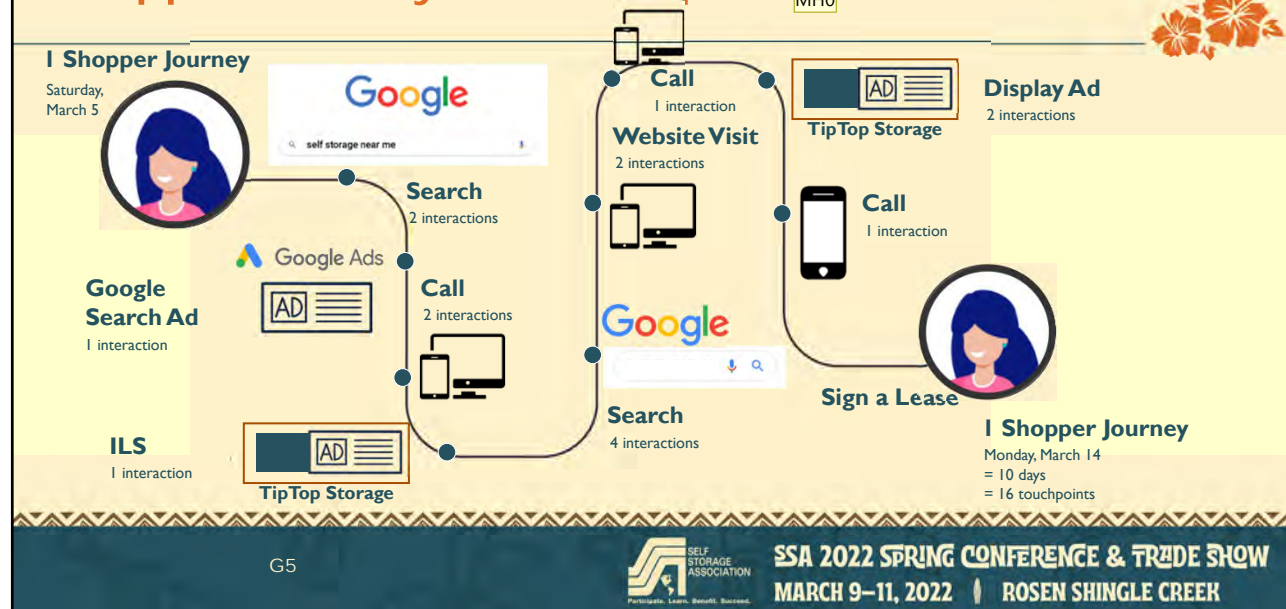 MH0
1 Shopper Journey
Saturday,
March 5
Google
self storage near me
Search
2 interactions
Google Ads
AD
Google
Search Ad
1 interaction
Call
2 interactions
ILS
1 interaction
AD
TipTop Storage
Call
1 interaction
Website Visit
2 interactions
Google
Search
4 interactions
AD
TipTop Storage
Display Ad
2 interactions
Call
1 interaction
Sign a Lease
1 Shopper Journey
Monday, March 14
= 10 days
= 16 touchpoints
G5
SELF
STORAGE
ASSOCIATION
Participate. Learn. Benefit. Succeed.
SSA 2022 SPRING CONFERENCE & TRADE SHOW
MARCH 9–11, 2022 | ROSEN SHINGLE CREEK